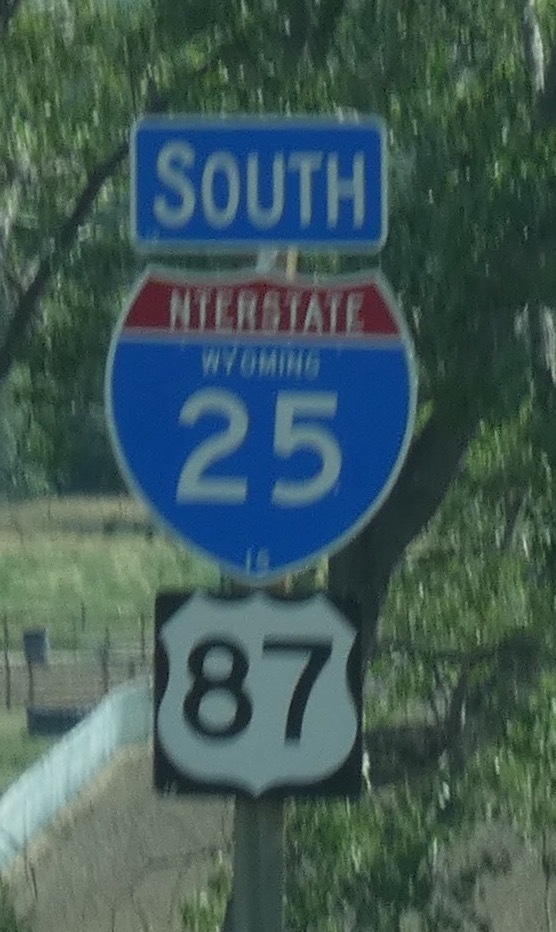 SOUTH
INTERSTATE
WYOMING
25
87